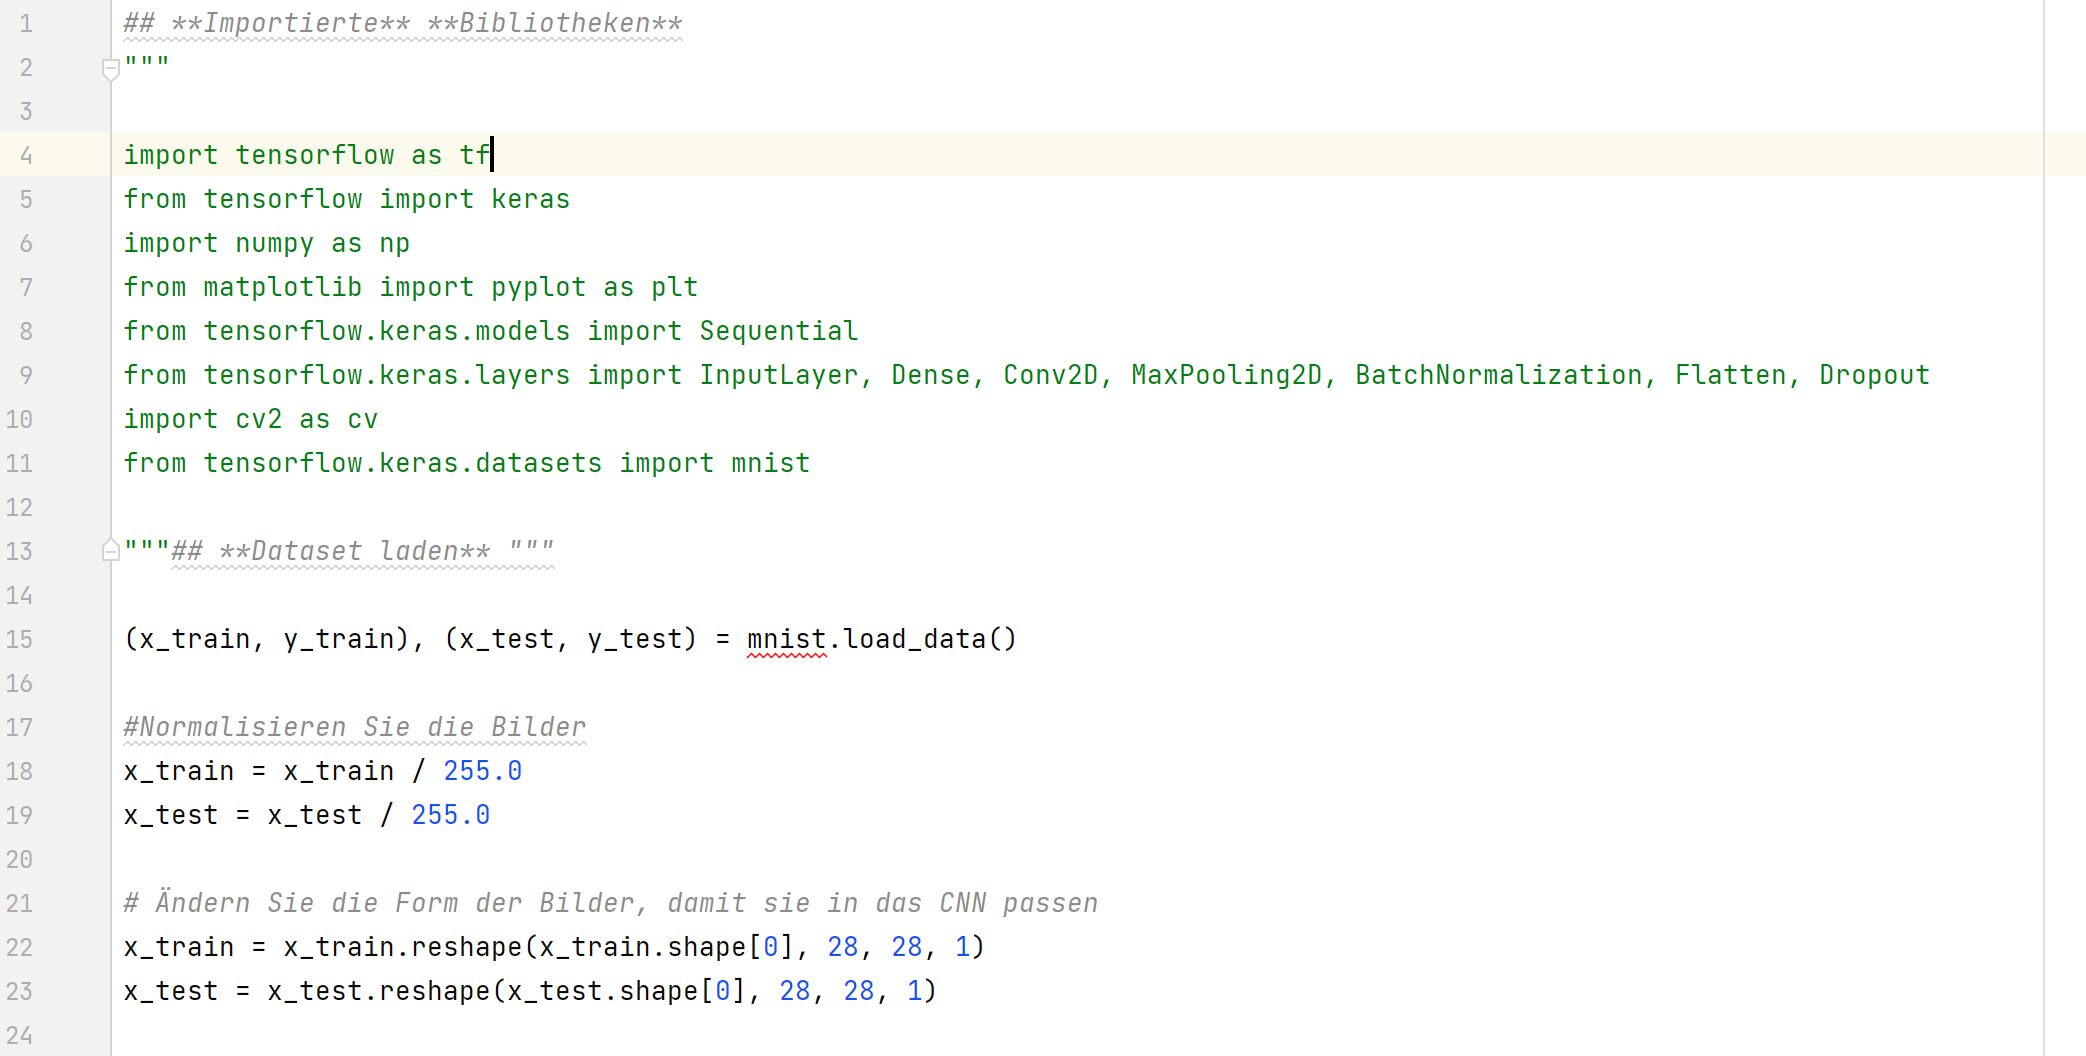 1 ## **Importierte** **Bibliotheken**
2 """
3
4 import tensorflow as tf
5 from tensorflow import keras
6 import numpy as np
7 from matplotlib import pyplot as plt
8 from tensorflow.keras.models import Sequential
9 from tensorflow.keras.layers import InputLayer, Dense, Conv2D, MaxPooling2D, BatchNormalization, Flatten, Dropout
10 import cv2 as cv
11 from tensorflow.keras.datasets import mnist
12
13 """## **Dataset laden** """
14
15 (x_train, y_train), (x_test, y_test) = mnist.load_data()
16
17 #Normalisieren Sie die Bilder
18 x_train = x_train / 255.0
19 x_test = x_test / 255.0
20
21 # Ändern Sie die Form der Bilder, damit sie in das CNN passen
22 x_train = x_train.reshape(x_train.shape[0], 28, 28, 1)
23 x_test = x_test.reshape(x_test.shape[0], 28, 28, 1)
24